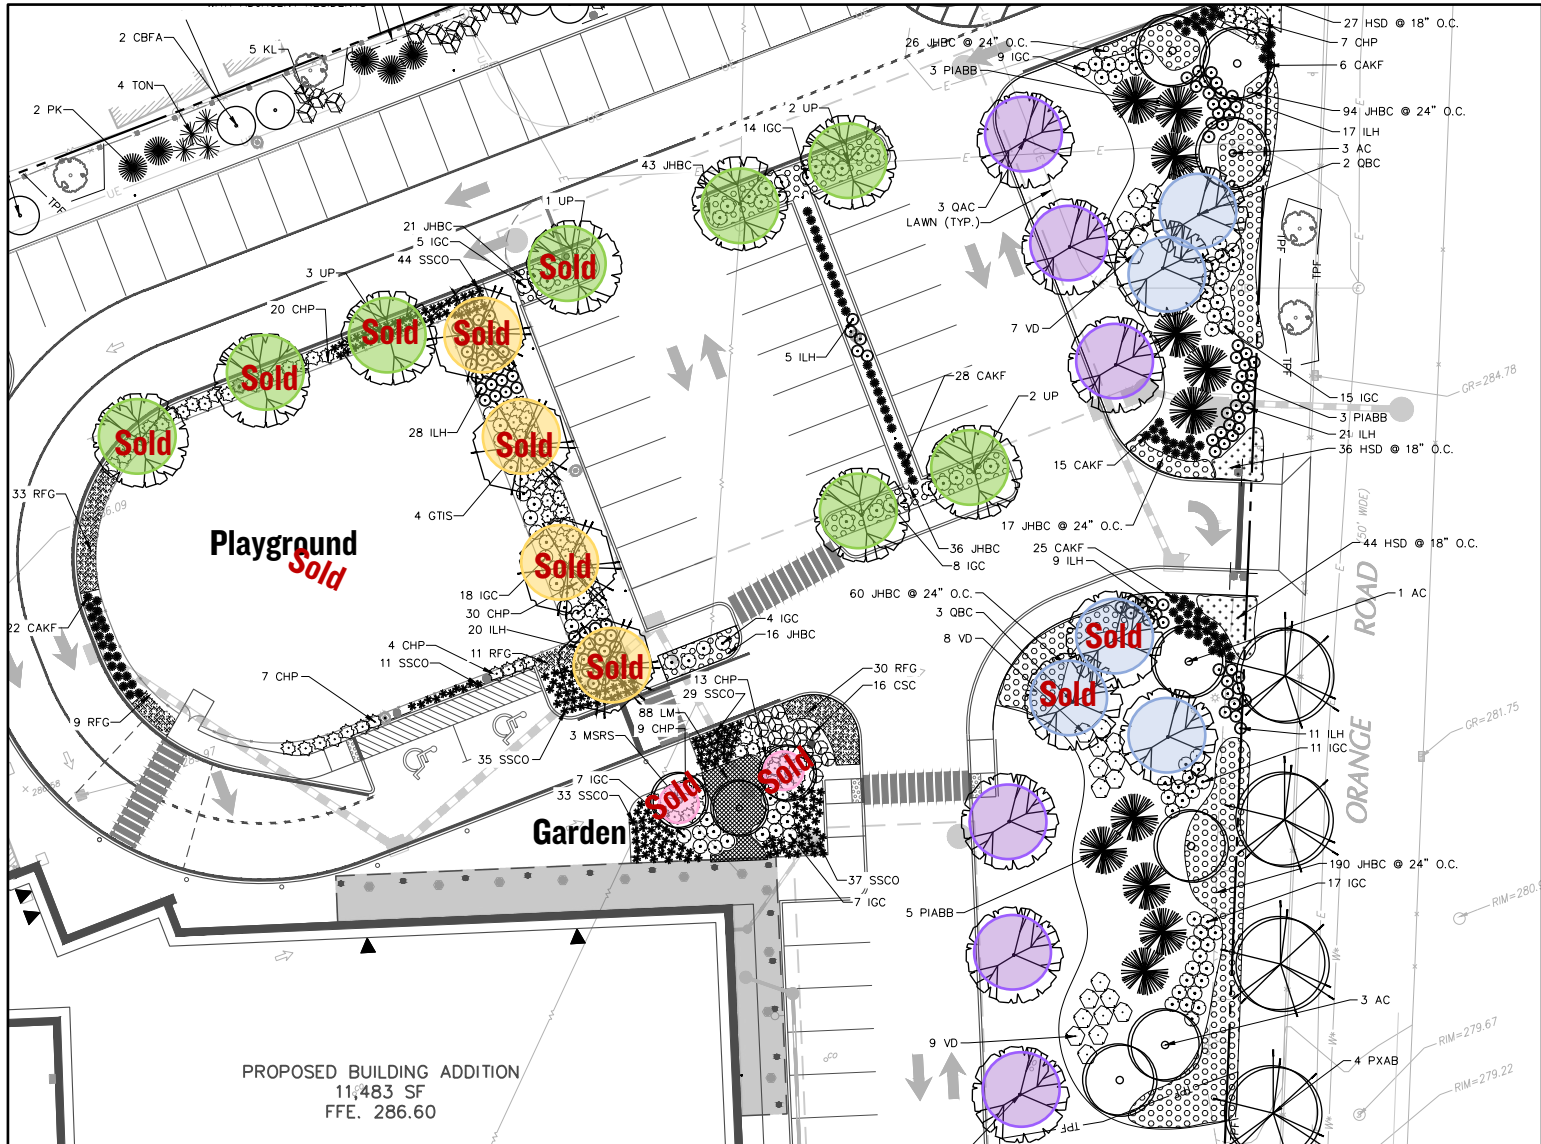 2 CBFA
5 KL
4 TON
2 PK
TPF
UE
UE
UE
27 HSD @ 18" O.C.
7 CHP
6 CAKF
26 JHBC @ 24" O.C.
9 IGC
3 PIABB
94 JHBC @ 24" O.C.
17 ILH
3 AC
2 QBC
2 UP
14 IGC
43 JHBC
3 QAC
LAWN (TYP.)
1 UP
21 JHBC
5 IGC
44 SSCO
Sold
3 UP
20 CHP
Sold
Sold
Sold
Sold
7 VD
5 ILH
28 CAKF
2 UP
TPF
TPF
TPF
GR=284.78
15 IGC
3 PIABB
21 ILH
36 HSD @ 18" O.C.
15 CAKF
28 ILH
Sold
4 GTIS
33 RFG
Playground
Sold
Sold
17 JHBC @ 24" O.C.
25 CAKF
9 ILH
44 HSD @ 18" O.C.
36 JHBC
8 IGC
60 JHBC @ 24" O.C.
3 QBC
8 VD
1 AC
ORANGE ROAD
(50' WIDE)
18 IGC
30 CHP
20 ILH
11 RFG
4 CHP
11 SSCO
7 CHP
22 CAKF
9 RFG
4 IGC
16 JHBC
Sold
Sold
Sold
30 RFG
16 CSC
13 CHP
29 SSCO
88 LM
9 CHP
3 MSRS
35 SSCO
7 IGC
33 SSCO
Sold
Sold
Garden
GR=281.75
11 ILH
11 IGC
190 JHBC @ 24" O.C.
17 IGC
37 SSCO
7 IGC
5 PIABB
9 VD
3 AC
4 PXAB
TPF
RIM=279.67
RIM=279.22
PROPOSED BUILDING ADDITION
11,483 SF
FFE. 286.60